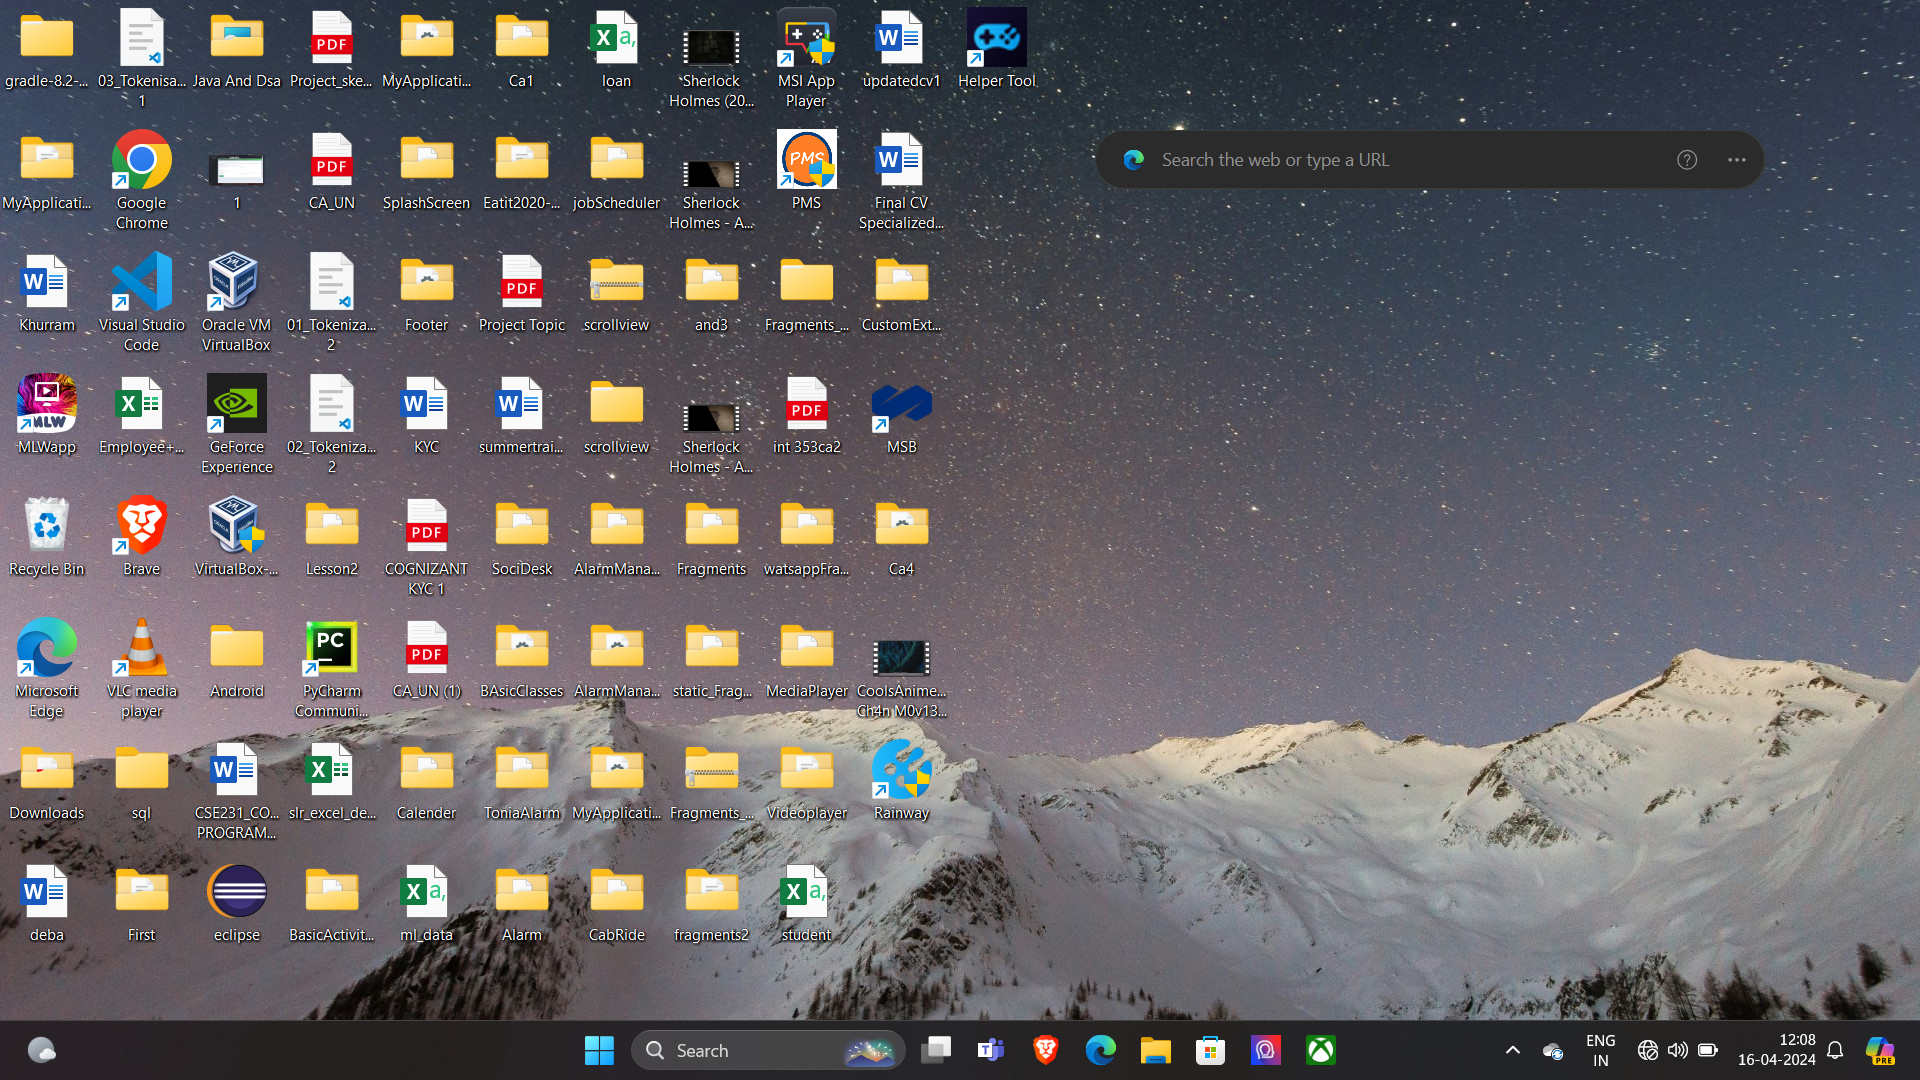 gradle-8.2-...
03_Tokenisa...
1
Java And Dsa
Project_ske...
MyApplicati...
Ca1
loan
Sherlock
Holmes (20...
MSI App
Player
updatedcv1
Helper Tool
MyApplicati...
Google
Chrome
1
CA_UN
SplashScreen
Eatit2020-...
jobScheduler
Sherlock
Holmes - A...
PMS
Final CV
Specialized...
Search the web or type a URL
Khurram
Visual Studio
Code
Oracle VM
VirtualBox
01_Tokeniza...
2
Footer
Project Topic
scrollview
and3
Fragments_...
CustomExt...
MLWapp
Employee+...
GeForce
Experience
02_Tokeniza...
2
KYC
summertrai...
scrollview
Sherlock
Holmes - A...
int 353ca2
MSB
Recycle Bin
Brave
VirtualBox-...
Lesson2
COGNIZANT
KYC 1
SociDesk
AlarmMana...
Fragments
watsappFra...
Ca4
Microsoft
Edge
VLC media
player
Android
PyCharm
Communi...
CA_UN (1)
BAsicClasses
AlarmMana...
static_Frag...
MediaPlayer
CoolsAnime...
Ch4n M0v13...
Downloads
sql
CSE231_CO...
PROGRAM...
slr_excel_de...
Calender
ToniaAlarm
MyApplicati...
Fragments_...
Videoplayer
Rainway
deba
First
eclipse
BasicActivit...
ml_data
Alarm
CabRide
fragments2
student
Search
ENG
IN
12:08
16-04-2024
PRE